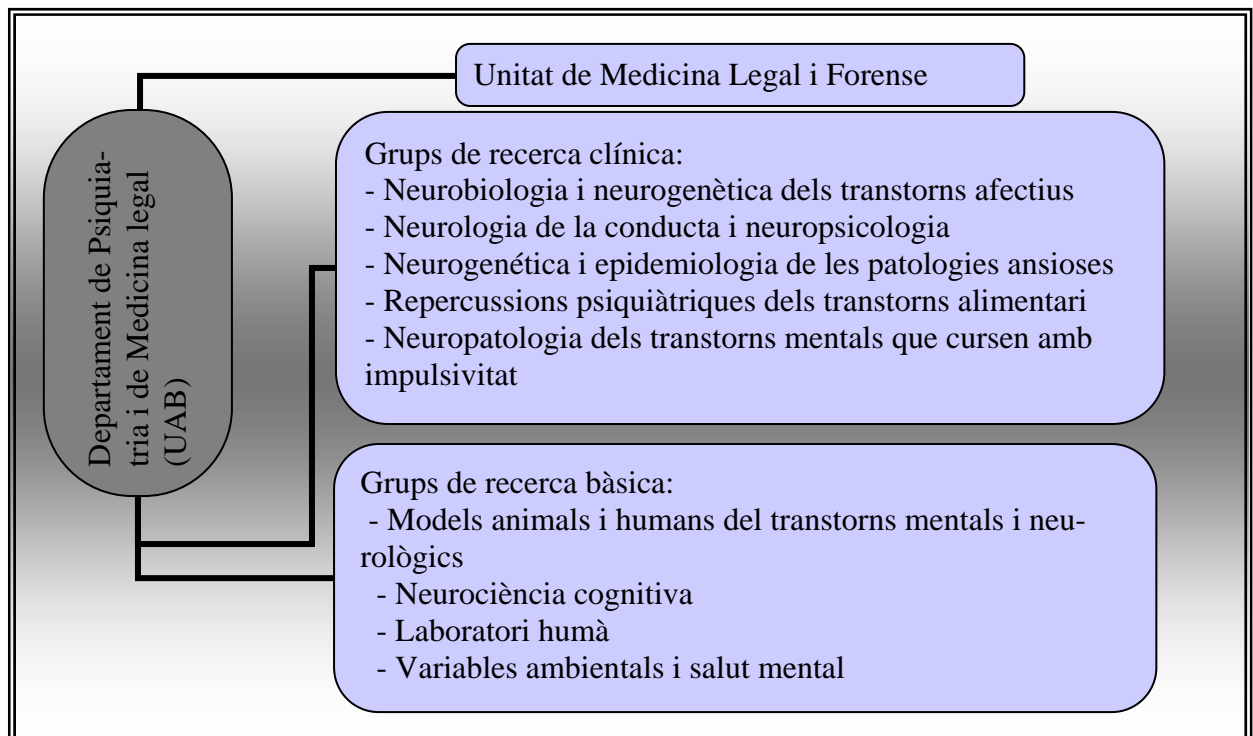 Unitat de Medicina Legal i Forense
Departament de Psiquia-
tria i de Medicina legal
(UAB)
Grups de recerca clínica:
- Neurobiologia i neurogenètica dels transtorns afectius
- Neurologia de la conducta i neuropsicologia
- Neurogenética i epidemiologia de les patologies ansioses
- Repercussions psiquiàtriques dels transtorns alimentari
- Neuropatologia dels transtorns mentals que cursen amb
impulsivitat
Grups de recerca bàsica:
- Models animals i humans del transtorns mentals i neu-
rològics
- Neurociència cognitiva
- Laboratori humà
- Variables ambientals i salut mental